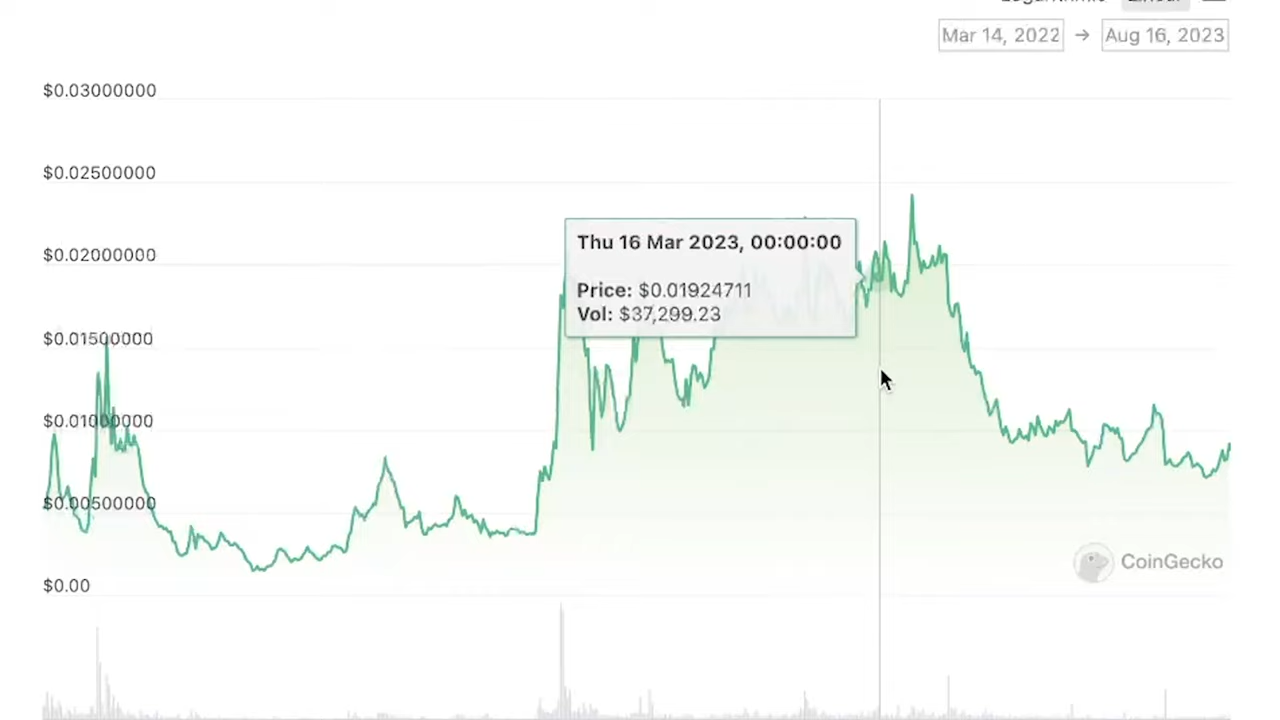 Mar 14, 2022 → Aug 16, 2023
$0.03000000
$0.02500000
$0.02000000
$0.01500000
$0.01000000
$0.00500000
$0.00
Thu 16 Mar 2023, 00:00:00
Price: $0.01924711
Vol: $37,299.23
CoinGecko